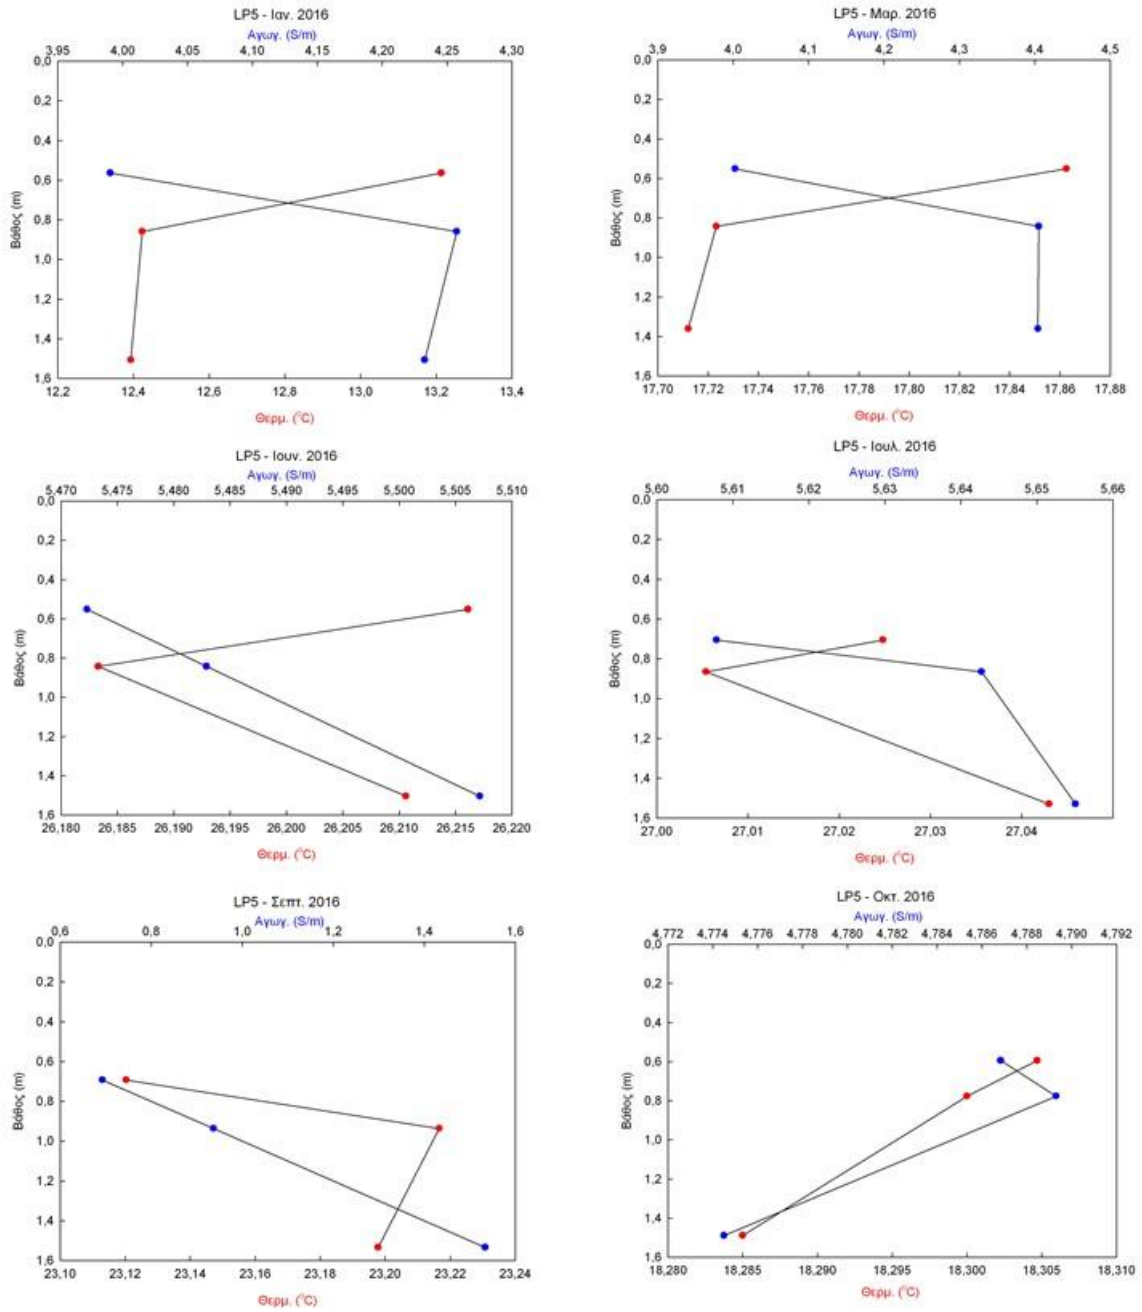 LP5 - Ιαν. 2016
Αγωγ. (S/m)
3,95 4,00 4,05 4,10 4,15 4,20 4,25 4,30
0,0
0,2
0,4
0,6
0,8
1,0
1,2
1,4
1,6
Βάθος (m)
12,2 12,4 12,6 12,8 13,0 13,2 13,4
Θερμ. (°C)
LP5 - Μαρ. 2016
Αγωγ. (S/m)
3,9 4,0 4,1 4,2 4,3 4,4 4,5
0,0
0,2
0,4
0,6
0,8
1,0
1,2
1,4
1,6
Βάθος (m)
17,70 17,72 17,74 17,76 17,78 17,80 17,82 17,84 17,86 17,88
Θερμ. (°C)
LP5 - Ιουν. 2016
Αγωγ. (S/m)
5,470 5,475 5,480 5,485 5,490 5,495 5,500 5,505 5,510
0,0
0,2
0,4
0,6
0,8
1,0
1,2
1,4
1,6
Βάθος (m)
26,180 26,185 26,190 26,195 26,200 26,205 26,210 26,215 26,220
Θερμ. (°C)
LP5 - Ιουλ. 2016
Αγωγ. (S/m)
5,60 5,61 5,62 5,63 5,64 5,65 5,66
0,0
0,2
0,4
0,6
0,8
1,0
1,2
1,4
1,6
Βάθος (m)
27,00 27,01 27,02 27,03 27,04
Θερμ. (°C)
LP5 - Σεπτ. 2016
Αγωγ. (S/m)
0,6 0,8 1,0 1,2 1,4 1,6
0,0
0,2
0,4
0,6
0,8
1,0
1,2
1,4
1,6
Βάθος (m)
23,10 23,12 23,14 23,16 23,18 23,20 23,22 23,24
Θερμ. (°C)
LP5 - Οκτ. 2016
Αγωγ. (S/m)
4,772 4,774 4,776 4,778 4,780 4,782 4,784 4,786 4,788 4,790 4,792
0,0
0,2
0,4
0,6
0,8
1,0
1,2
1,4
1,6
Βάθος (m)
18,280 18,285 18,290 18,295 18,300 18,305 18,310
Θερμ. (°C)